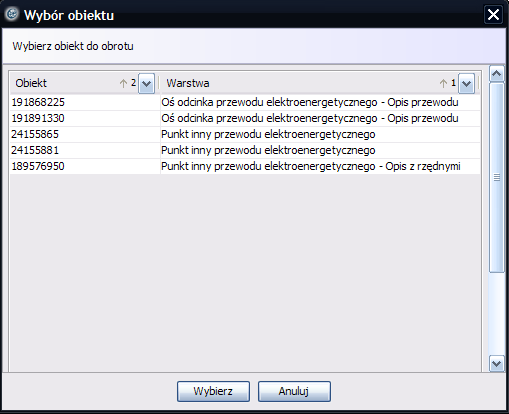 Wybór obiektu
Wybierz obiekt do obrotu
Obiekt 2 Warstwa 1
191868225 Oś odcinka przewodu elektroenergetycznego - Opis przewodu
191891330 Oś odcinka przewodu elektroenergetycznego - Opis przewodu
24155865 Punkt inny przewodu elektroenergetycznego
24155881 Punkt inny przewodu elektroenergetycznego
189576950 Punkt inny przewodu elektroenergetycznego - Opis z rzędnymi
Wybierz Anuluj